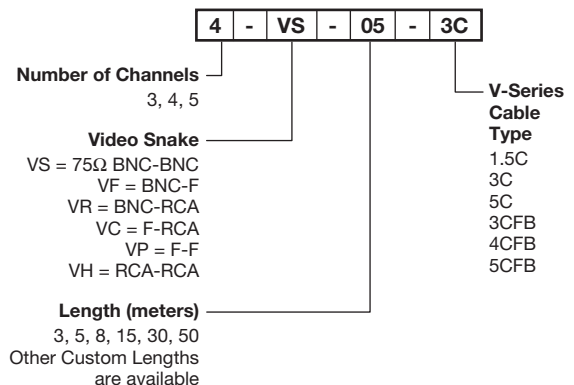 4 - VS - 05 - 3C
Number of Channels
3, 4, 5
Video Snake
VS = 75Ω BNC-BNC
VF = BNC-F
VR = BNC-RCA
VC = F-RCA
VP = F-F
VH = RCA-RCA
Length (meters)
3, 5, 8, 15, 30, 50
Other Custom Lengths
are available
V-Series
Cable
Type
1.5C
3C
5C
3CFB
4CFB
5CFB